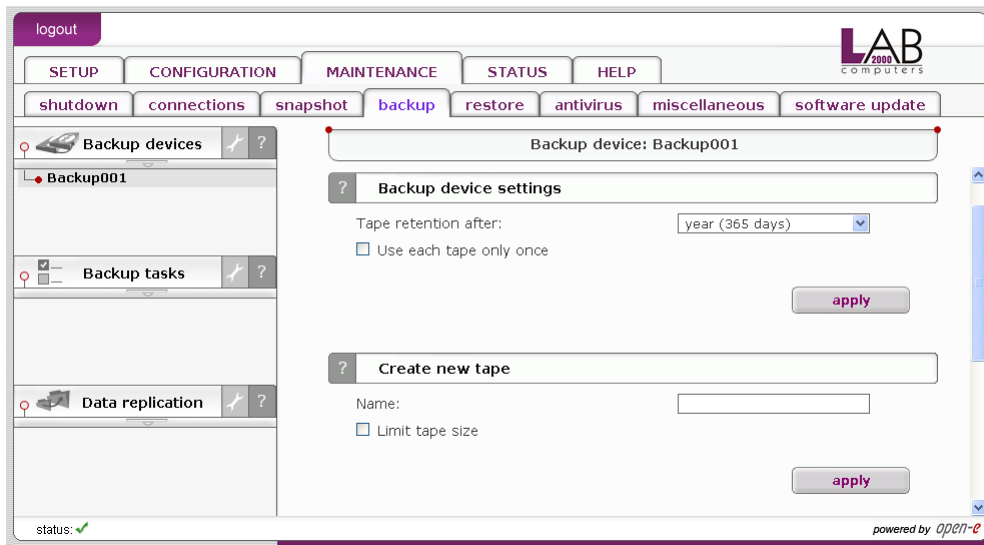 logout
LAB
2000
computers
SETUP CONFIGURATION MAINTENANCE STATUS HELP
shutdown connections snapshot backup restore antivirus miscellaneous software update
Backup devices ?
Backup001
Backup tasks ?
Data replication ?
Backup device: Backup001
? Backup device settings
Tape retention after: year (365 days)
Use each tape only once
apply
? Create new tape
Name:
Limit tape size
apply
status:
powered by open-e